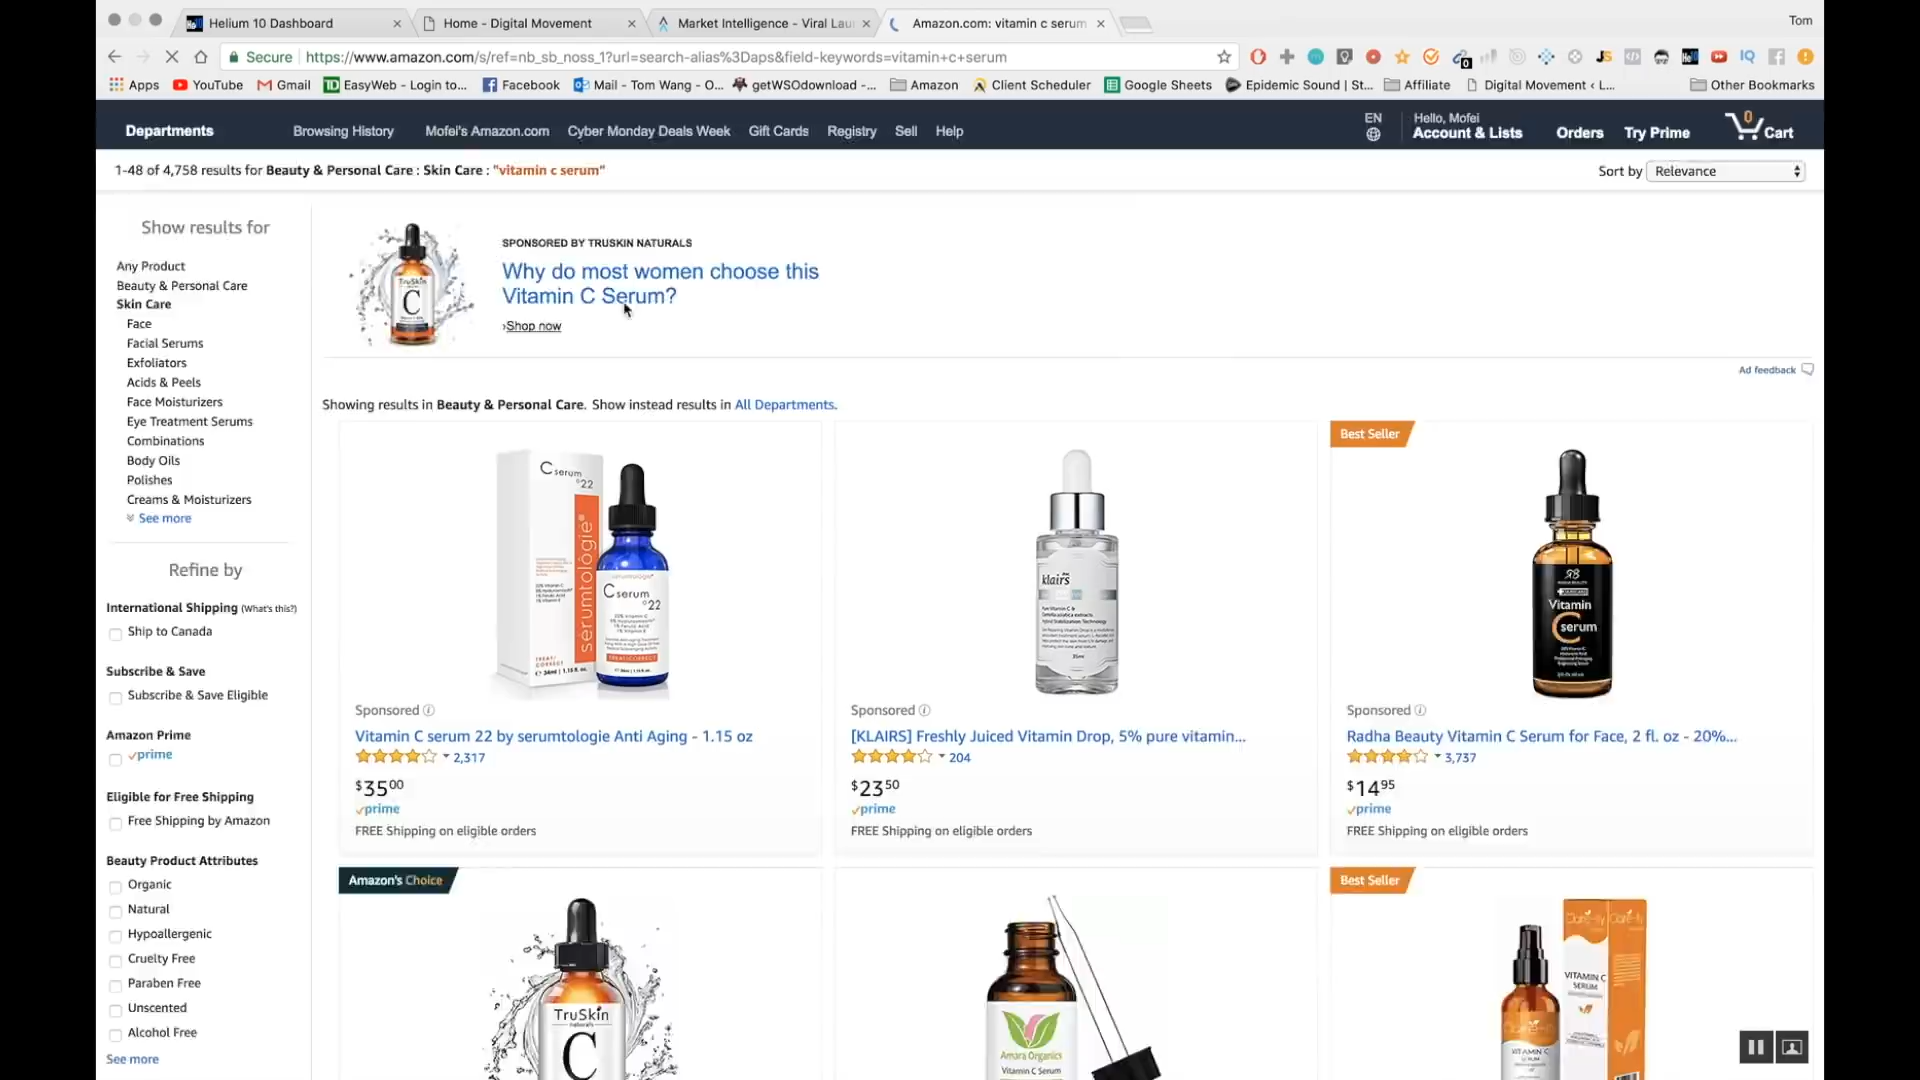 Helium 10 Dashboard
Home - Digital Movement
Market Intelligence - Viral Lau
Amazon.com: vitamin c serum
Tom
Secure
https://www.amazon.com/s/ref=nb_sb_noss_1?url=search-alias%3Daps&field-keywords=vitamin+c+serum
Apps
YouTube
Gmail
EasyWeb - Login to...
Facebook
Mail - Tom Wang - O...
getWSOdownload -...
Amazon
Client Scheduler
Google Sheets
Epidemic Sound | St...
Affiliate
Digital Movement ‹ L...
Other Bookmarks
Departments
Browsing History
Mofei's Amazon.com
Cyber Monday Deals Week
Gift Cards
Registry
Sell
Help
EN
Hello, Mofei
Account & Lists
Orders
Try Prime
0
Cart
1-48 of 4,758 results for Beauty & Personal Care : Skin Care : "vitamin c serum"
Sort by
Relevance
Show results for
Any Product
Beauty & Personal Care
Skin Care
Face
Facial Serums
Exfoliators
Acids & Peels
Face Moisturizers
Eye Treatment Serums
Combinations
Body Oils
Polishes
Creams & Moisturizers
See more
Refine by
International Shipping (What's this?)
Ship to Canada
Subscribe & Save
Subscribe & Save Eligible
Amazon Prime
prime
Eligible for Free Shipping
Free Shipping by Amazon
Beauty Product Attributes
Organic
Natural
Hypoallergenic
Cruelty Free
Paraben Free
Unscented
Alcohol Free
See more
TruSkin
C
SPONSORED BY TRUSKIN NATURALS
Why do most women choose this
Vitamin C Serum?
›Shop now
Ad feedback
Showing results in Beauty & Personal Care. Show instead results in All Departments.
C serum
°22
serumtologie®
C serum
°22
Sponsored
Vitamin C serum 22 by serumtologie Anti Aging - 1.15 oz
2,317
$35 00
prime
FREE Shipping on eligible orders
klairs
Sponsored
[KLAIRS] Freshly Juiced Vitamin Drop, 5% pure vitamin...
204
$23 50
prime
FREE Shipping on eligible orders
Best Seller
Vitamin
C serum
Sponsored
Radha Beauty Vitamin C Serum for Face, 2 fl. oz - 20%...
3,737
$14 95
prime
FREE Shipping on eligible orders
Amazon's Choice
TruSkin
naturals
C
Amara Organics
Vitamin C Serum
Best Seller
VITAMIN C
SERUM
VITAMIN C